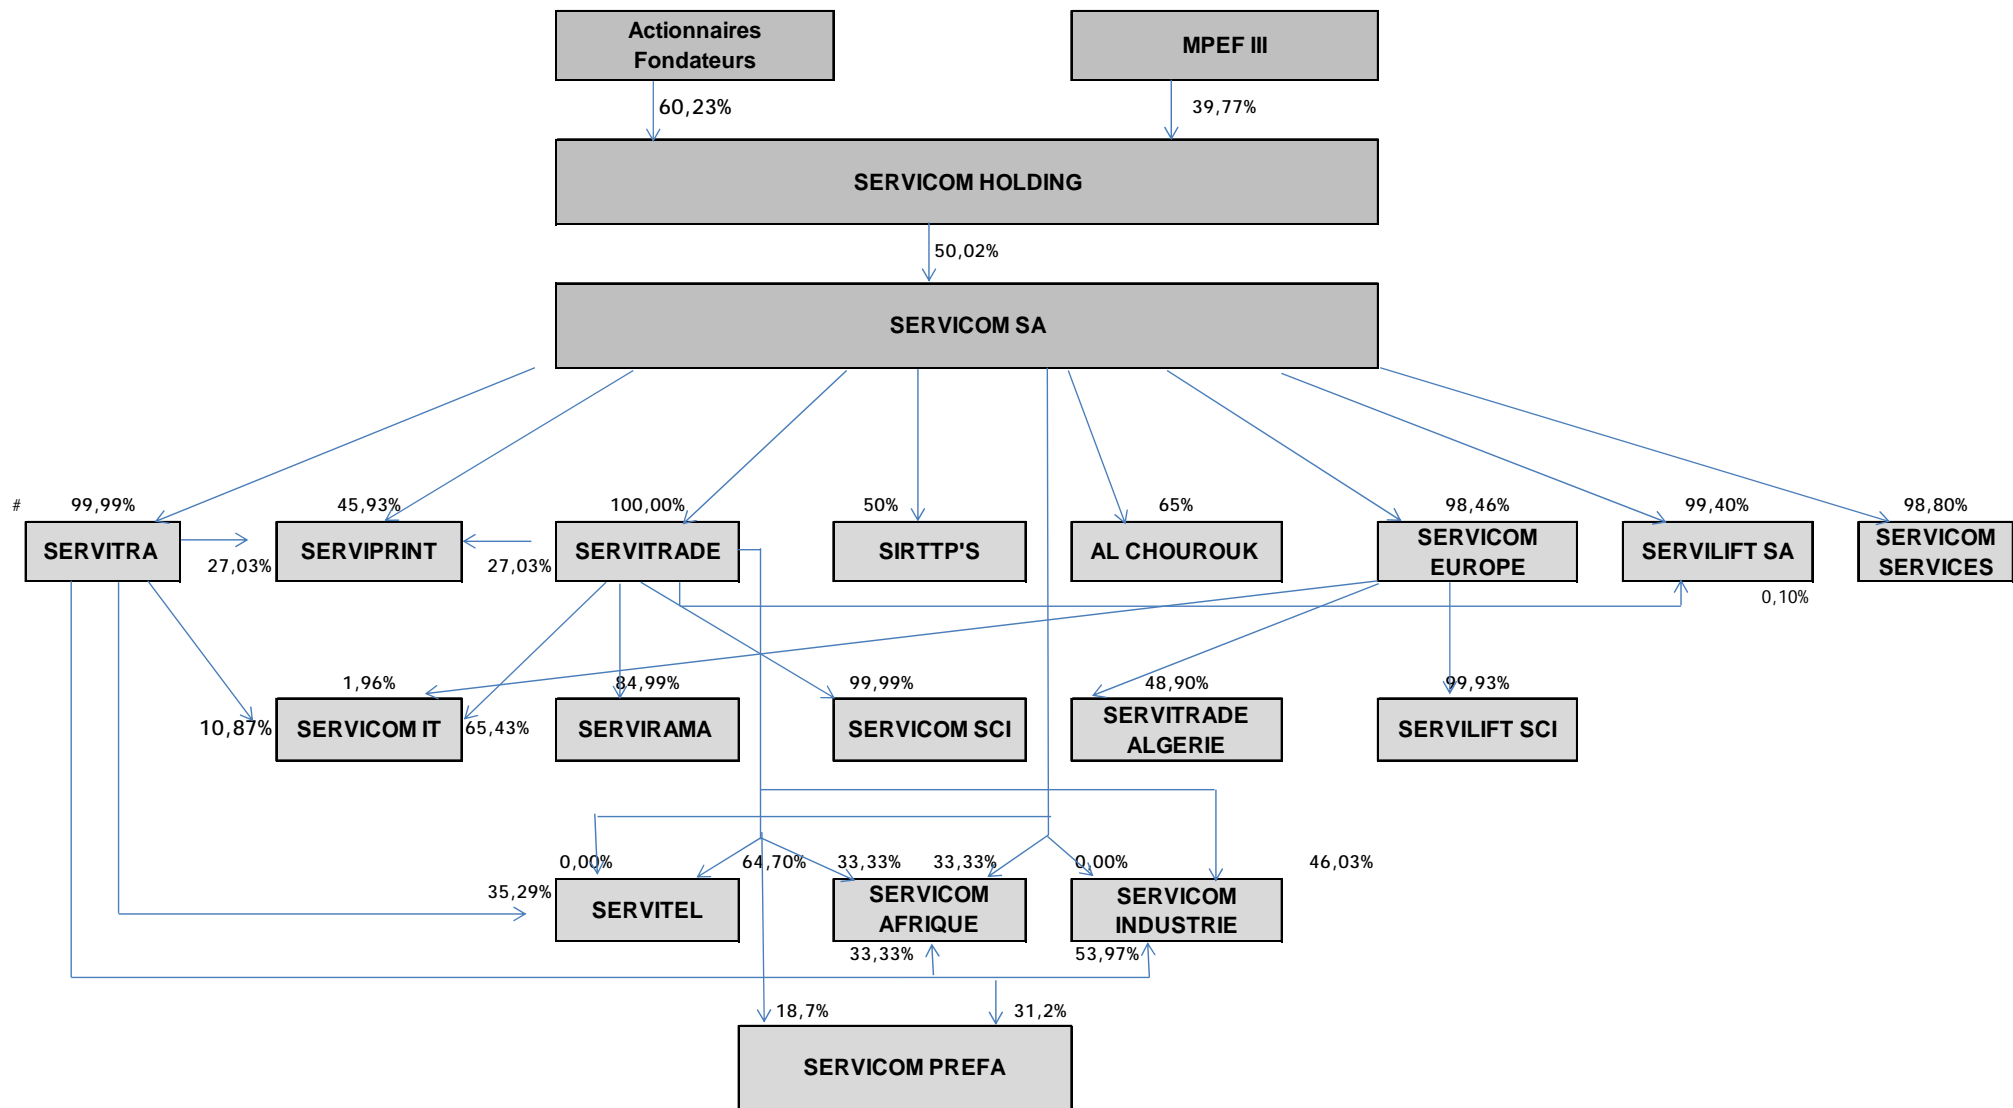 Actionnaires
Fondateurs
MPEF III
60,23%
39,77%
SERVICOM HOLDING
50,02%
SERVICOM SA
#
99,99%
45,93%
100,00%
50%
65%
98,46%
99,40%
98,80%
SERVITRA
27,03%
SERVIPRINT
27,03%
SERVITRADE
SIRTTP'S
AL CHOUROUK
SERVICOM
EUROPE
SERVILIFT SA
SERVICOM
SERVICES
0,10%
1,96%
84,99%
99,99%
48,90%
99,93%
10,87%
SERVICOM IT
65,43%
SERVIRAMA
SERVICOM SCI
SERVITRADE
ALGERIE
SERVILIFT SCI
0,00%
64,70%
33,33%
33,33%
0,00%
46,03%
35,29%
SERVITEL
SERVICOM
AFRIQUE
SERVICOM
INDUSTRIE
33,33%
53,97%
18,7%
31,2%
SERVICOM PREFA